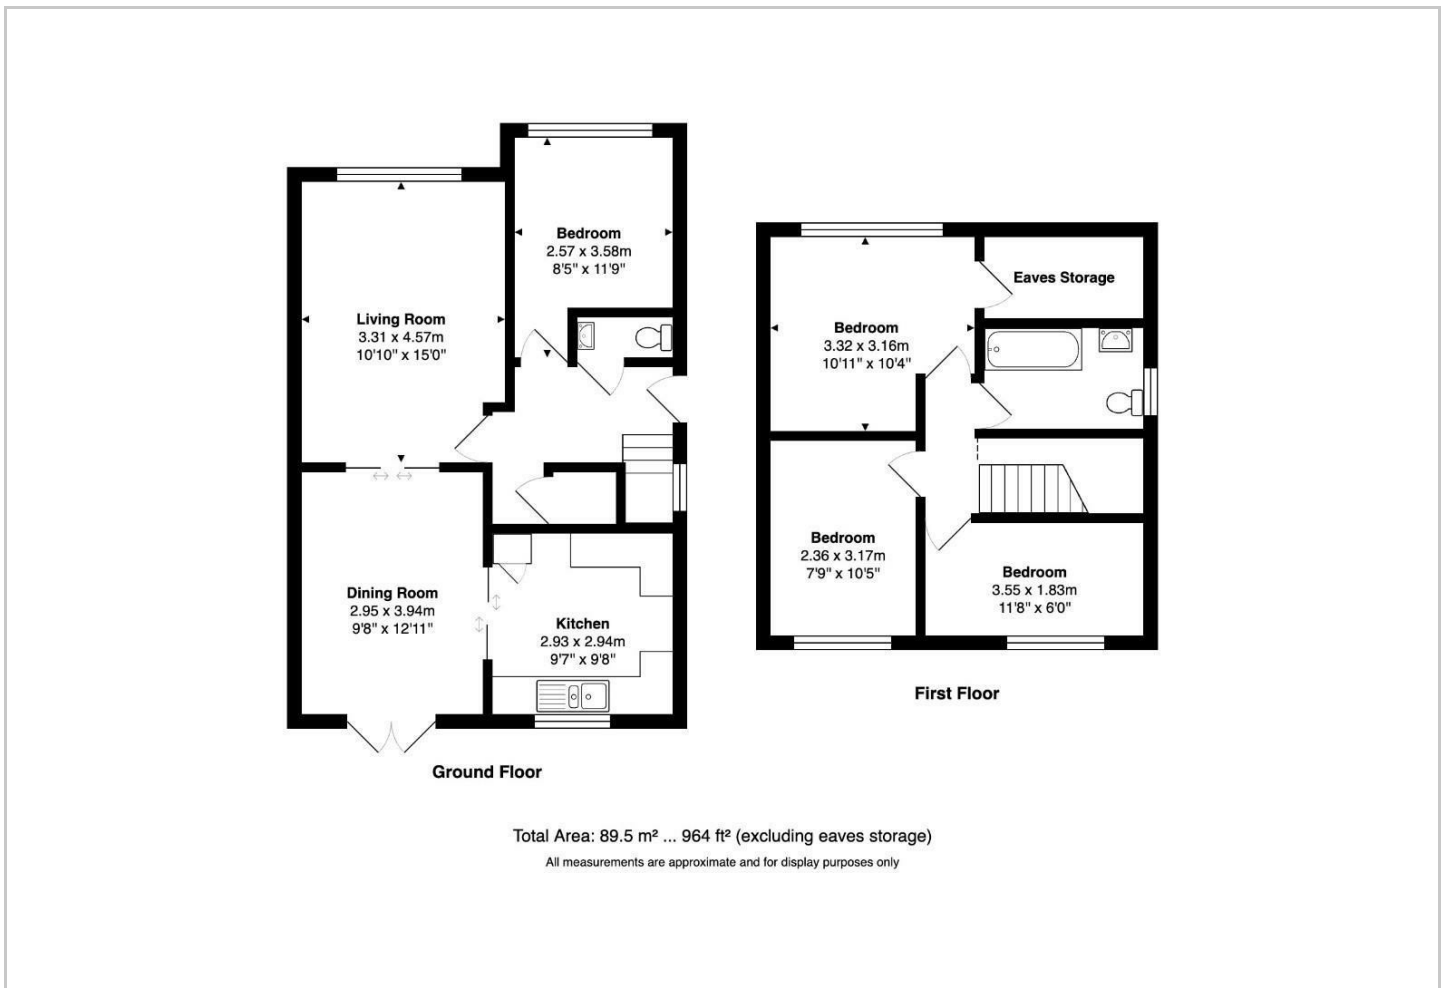 Bedroom
2.57 x 3.58m
8'5" x 11'9"
Living Room
3.31 x 4.57m
10'10" x 15'0"
Dining Room
2.95 x 3.94m
9'8" x 12'11"
Kitchen
2.93 x 2.94m
9'7" x 9'8"
Ground Floor
Eaves Storage
Bedroom
3.32 x 3.16m
10'11" x 10'4"
Bedroom
2.36 x 3.17m
7'9" x 10'5"
Bedroom
3.55 x 1.83m
11'8" x 6'0"
First Floor
Total Area: 89.5 m² ... 964 ft² (excluding eaves storage)
All measurements are approximate and for display purposes only